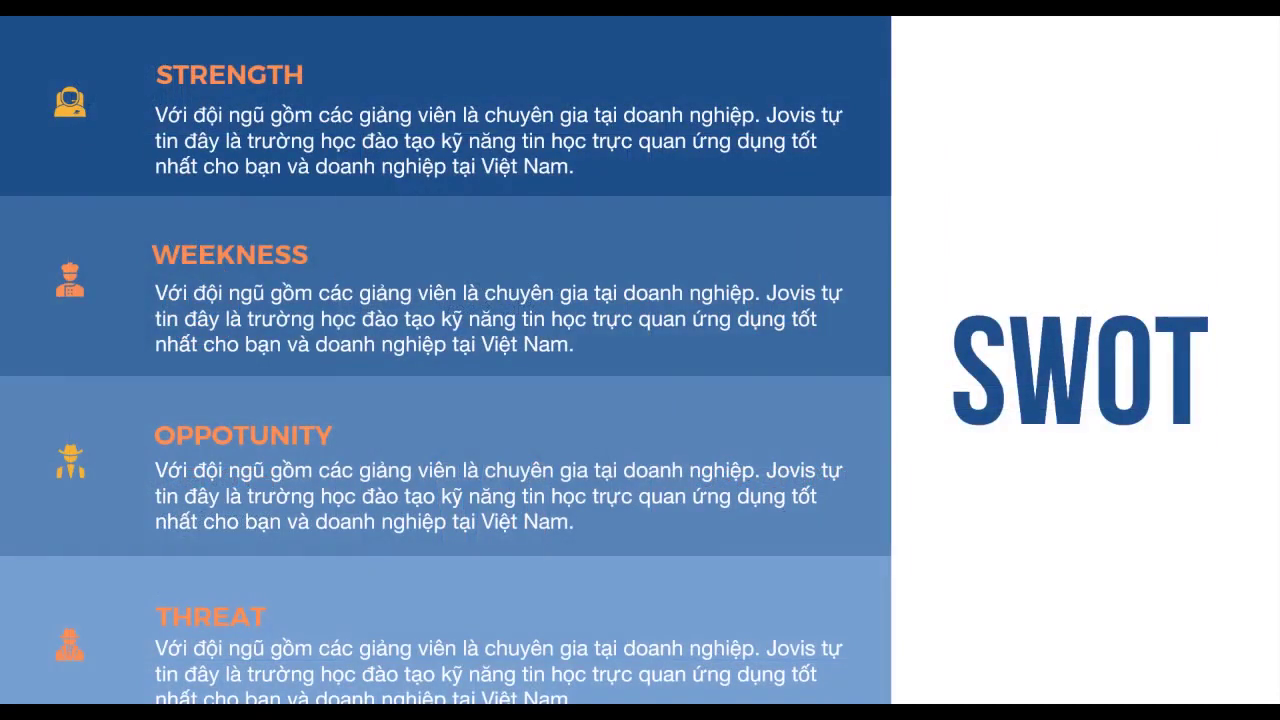 STRENGTH
Với đội ngũ gồm các giảng viên là chuyên gia tại doanh nghiệp. Jovis tự
tin đây là trường học đào tạo kỹ năng tin học trực quan ứng dụng tốt
nhất cho bạn và doanh nghiệp tại Việt Nam.
WEEKNESS
Với đội ngũ gồm các giảng viên là chuyên gia tại doanh nghiệp. Jovis tự
tin đây là trường học đào tạo kỹ năng tin học trực quan ứng dụng tốt
nhất cho bạn và doanh nghiệp tại Việt Nam.
OPPOTUNITY
Với đội ngũ gồm các giảng viên là chuyên gia tại doanh nghiệp. Jovis tự
tin đây là trường học đào tạo kỹ năng tin học trực quan ứng dụng tốt
nhất cho bạn và doanh nghiệp tại Việt Nam.
THREAT
Với đội ngũ gồm các giảng viên là chuyên gia tại doanh nghiệp. Jovis tự
tin đây là trường học đào tạo kỹ năng tin học trực quan ứng dụng tốt
nhất cho bạn và doanh nghiệp tại Việt Nam.
SWOT